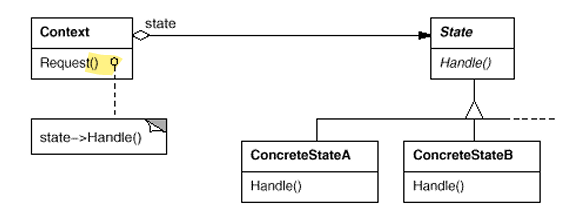 state
Context
Request()
State
Handle()
state–>Handle()
ConcreteStateA
Handle()
ConcreteStateB
Handle()